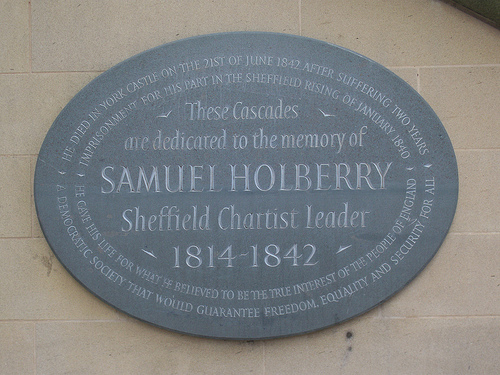 HE DIED IN YORK CASTLE ON THE 21ST OF JUNE 1842 AFTER SUFFERING TWO YEARS
IMPRISONMENT FOR HIS PART IN THE SHEFFIELD RISING OF JANUARY 1840
These Cascades
are dedicated to the memory of
SAMUEL HOLBERRY
Sheffield Chartist Leader
1814-1842
HE GAVE HIS LIFE FOR WHAT HE BELIEVED TO BE THE TRUE INTEREST OF THE PEOPLE OF ENGLAND
A DEMOCRATIC SOCIETY THAT WOULD GUARANTEE FREEDOM, EQUALITY AND SECURITY FOR ALL